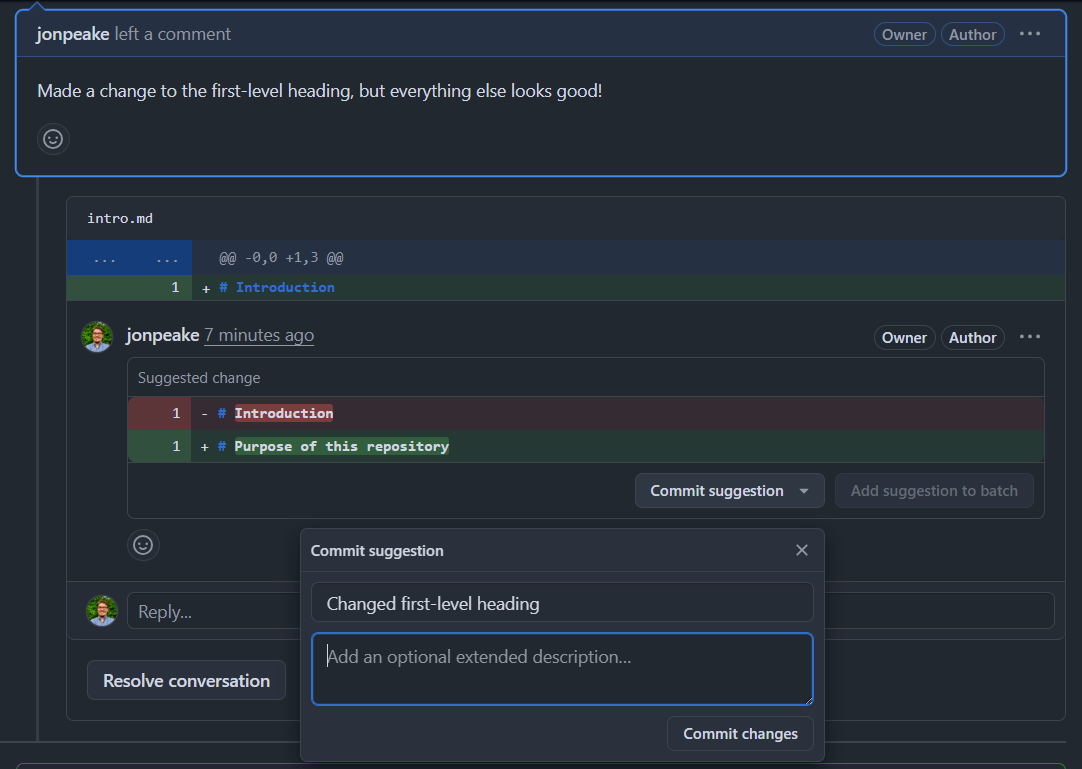 jonpeake left a comment Owner Author ...
Made a change to the first-level heading, but everything else looks good!
intro.md
... ... @@ -0,0 +1,3 @@
1 + # Introduction
jonpeake 7 minutes ago Owner Author ...
Suggested change
1 - # Introduction
1 + # Purpose of this repository
Commit suggestion Add suggestion to batch
Commit suggestion
Changed first-level heading
Reply...
Add an optional extended description...
Resolve conversation
Commit changes